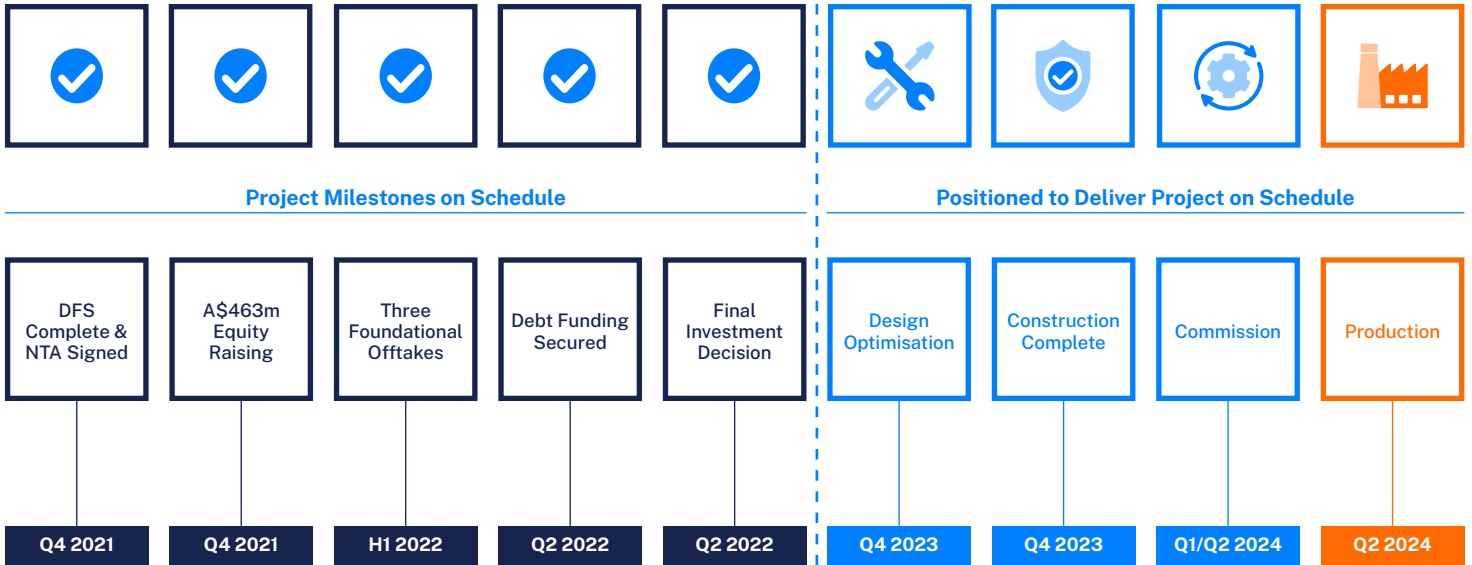 Project Milestones on Schedule
Positioned to Deliver Project on Schedule
DFS
Complete &
NTA Signed
A$463m
Equity
Raising
Three
Foundational
Offtakes
Debt Funding
Secured
Final
Investment
Decision
Design
Optimisation
Construction
Complete
Commission
Production
Q4 2021
Q4 2021
H1 2022
Q2 2022
Q2 2022
Q4 2023
Q4 2023
Q1/Q2 2024
Q2 2024